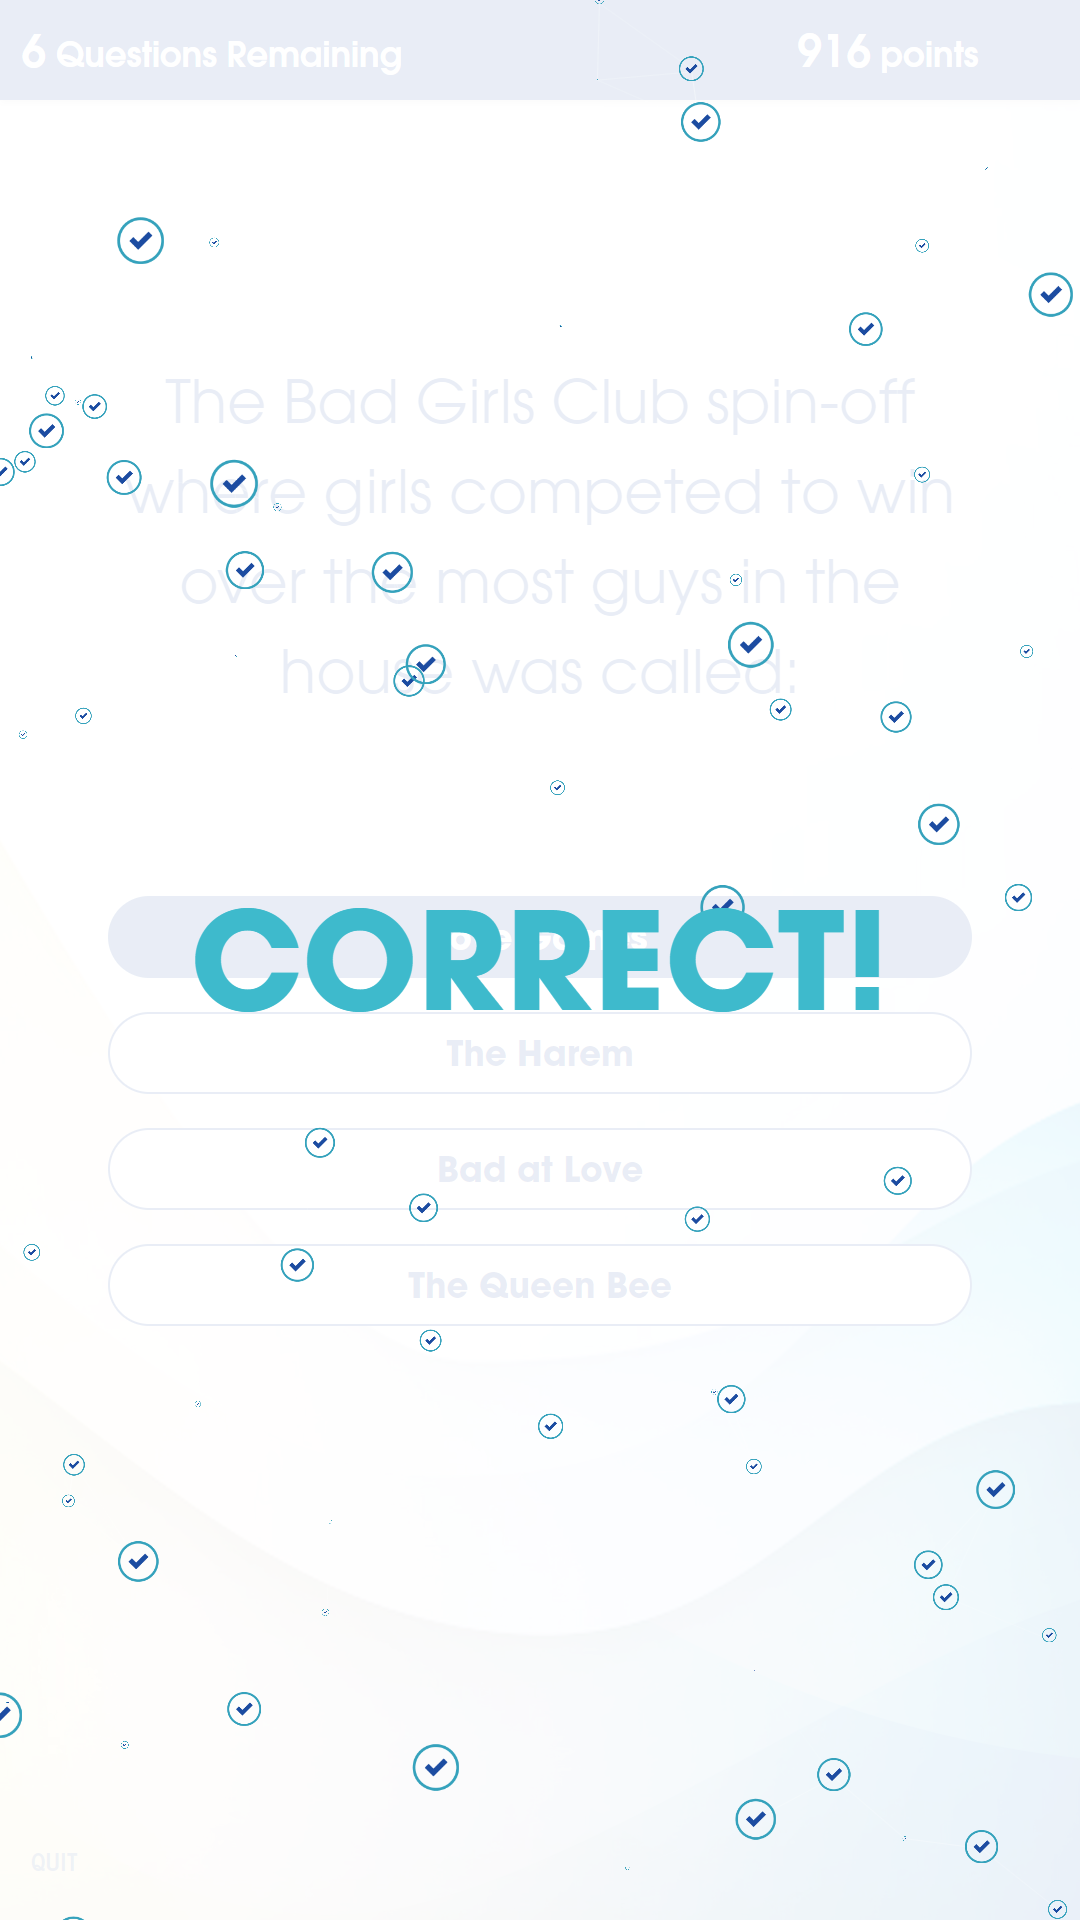 6 Questions Remaining
916 points
The Bad Girls Club spin-off
where girls competed to win
over the most guys in the
house was called:
CORRECT!
The Harem
Bad at Love
The Queen Bee
QUIT